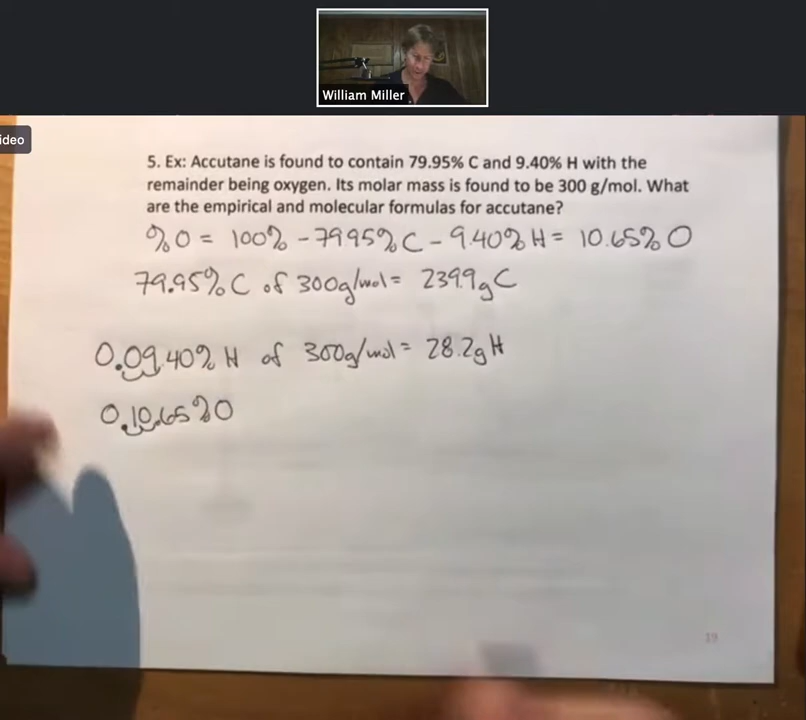 William Miller
ideo
5. Ex: Accutane is found to contain 79.95% C and 9.40% H with the
remainder being oxygen. Its molar mass is found to be 300 g/mol. What
are the empirical and molecular formulas for accutane?
%O = 100% - 79.95%C - 9.40%H = 10.65%O
79.95%C of 300g/mol = 239.9gC
0.09.40% H of 300g/mol = 28.2gH
0.10.65%O
19